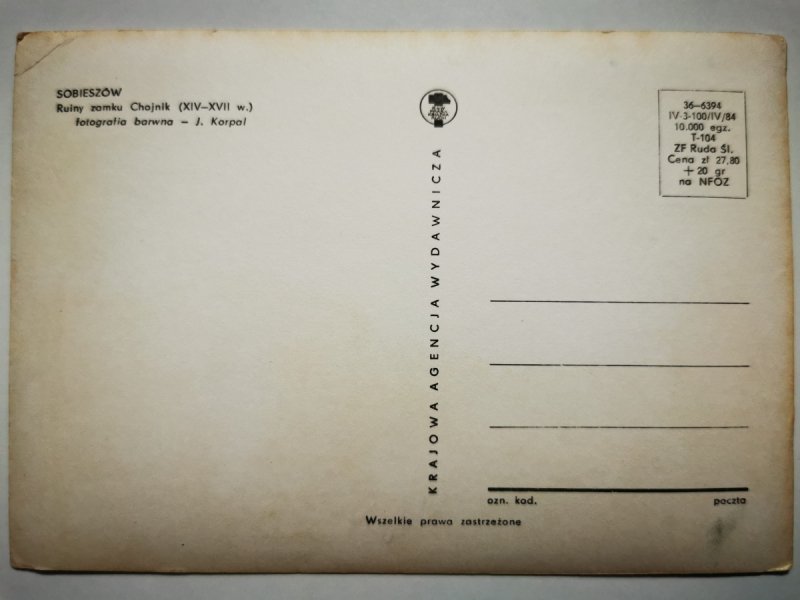 SOBIESZÓW
Ruiny zamku Chojnik (XIV–XVII w.)
fotografia barwna – J. Korpal
KRAJOWA AGENCJA WYDAWNICZA
36–6394
IV-3-100/IV/84
10.000 egz.
T-104
ZF Ruda Śl.
Cena zł 27,80
+ 20 gr
na NFOZ
ozn. kod.
poczta
Wszelkie prawa zastrzeżone